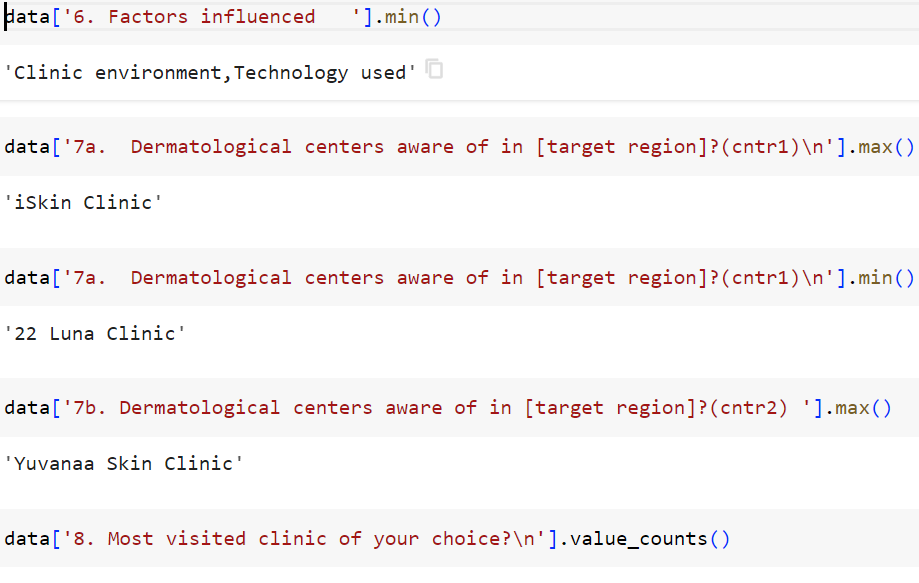 data['6. Factors influenced   '].min()
'Clinic environment,Technology used'
data['7a.  Dermatological centers aware of in [target region]?(cntr1)\n'].max()
'iSkin Clinic'
data['7a.  Dermatological centers aware of in [target region]?(cntr1)\n'].min()
'22 Luna Clinic'
data['7b. Dermatological centers aware of in [target region]?(cntr2) '].max()
'Yuvanaa Skin Clinic'
data['8. Most visited clinic of your choice?\n'].value_counts()